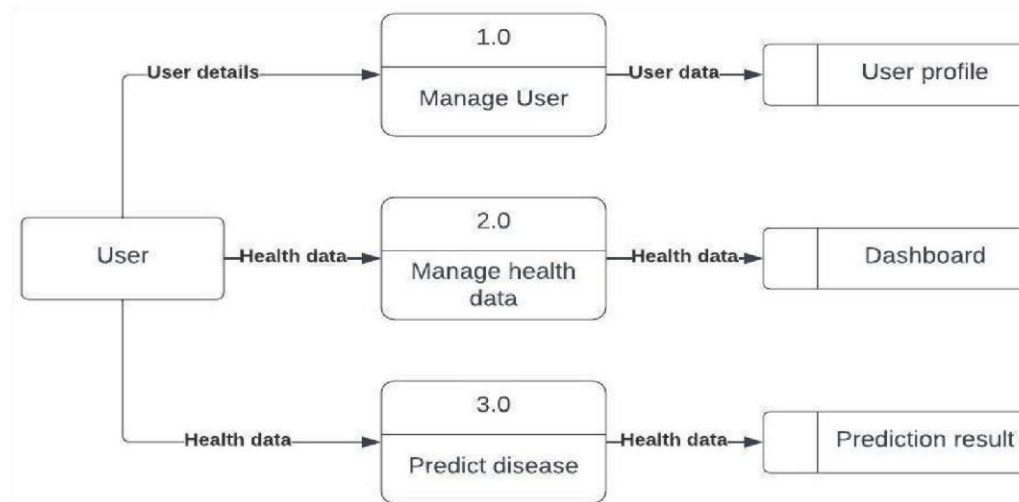 1.0
User details
User data
User profile
Manage User
2.0
User
Health data
Health data
Dashboard
Manage health
data
3.0
Health data
Health data
Prediction result
Predict disease